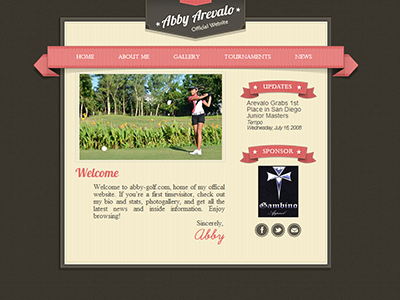 Abby Arevalo
Official Website
HOME ABOUT ME GALLERY TOURNAMENTS NEWS
UPDATES
Arevalo Grabs 1st
Place in San Diego
Junior Masters
Tempo
Wednesday, July 16, 2008
SPONSOR
Gambino
Apparel
Welcome
Welcome to abby-golf.com, home of my offical
website. If you're a first timevisitor, check out
my bio and stats, photogallery, and get all the
latest news and inside information. Enjoy
browsing!
Sincerely,
Abby